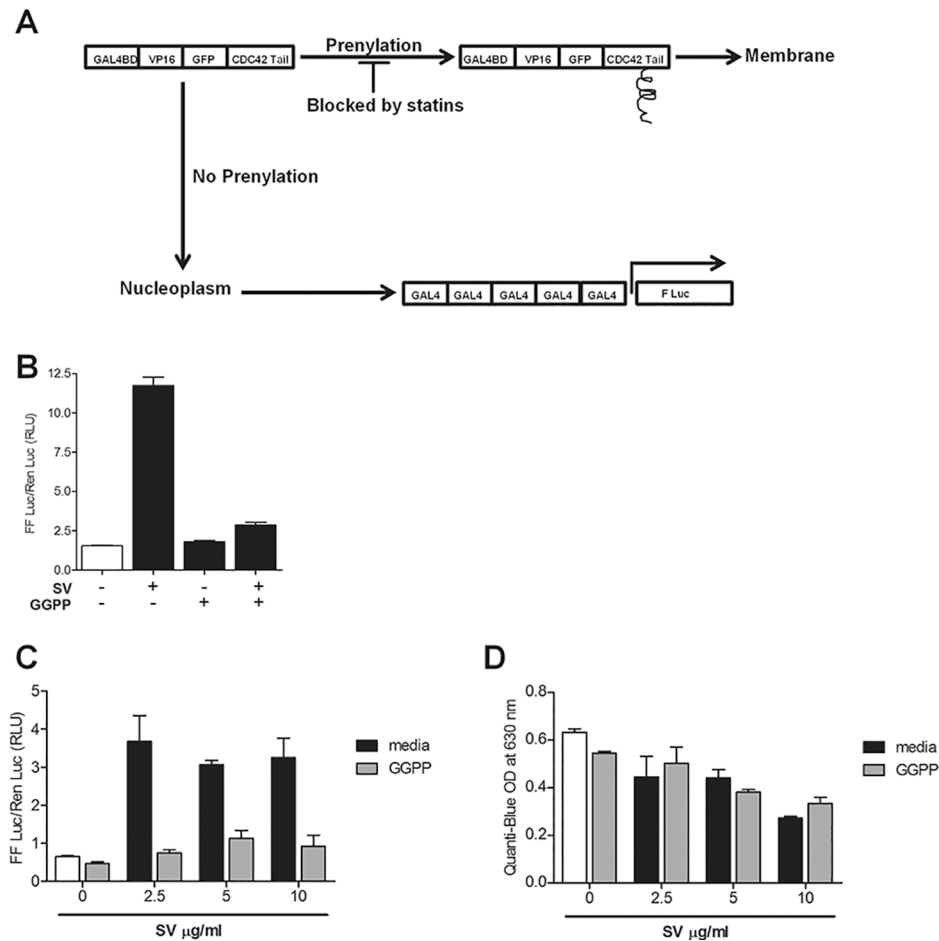 A
GAL4BD VP16 GFP CDC42 Tail
Prenylation
Blocked by statins
GAL4BD VP16 GFP CDC42 Tail
Membrane
No Prenylation
Nucleoplasm
GAL4 GAL4 GAL4 GAL4 GAL4 F Luc
B
FF Luc/Ren Luc (RLU)
12.5
10.0
7.5
5.0
2.5
0.0
SV - + - +
GGPP - - + +
C
FF Luc/Ren Luc (RLU)
5
4
3
2
1
0
0 2.5 5 10
SV µg/ml
media
GGPP
D
Quanti-Blue OD at 630 nm
0.8
0.6
0.4
0.2
0.0
0 2.5 5 10
SV µg/ml
media
GGPP